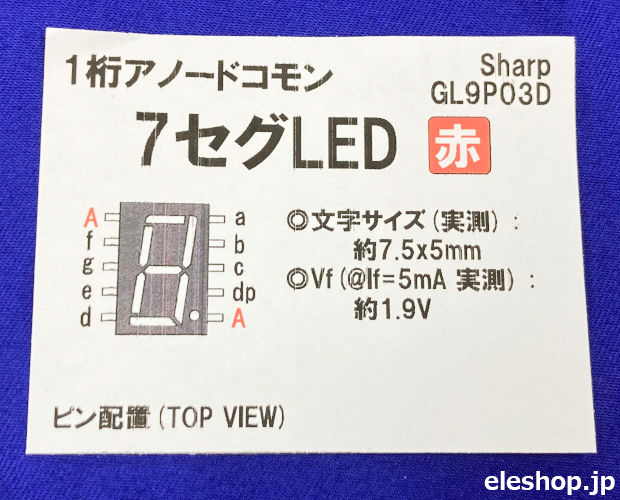 1桁アノードコモン
Sharp
GL9P03D
7セグLED 赤
A
f
g
e
d
a
b
c
dp
A
◎文字サイズ(実測):
約7.5x5mm
◎Vf(@If=5mA 実測):
約1.9V
ピン配置(TOP VIEW)
eleshop.jp